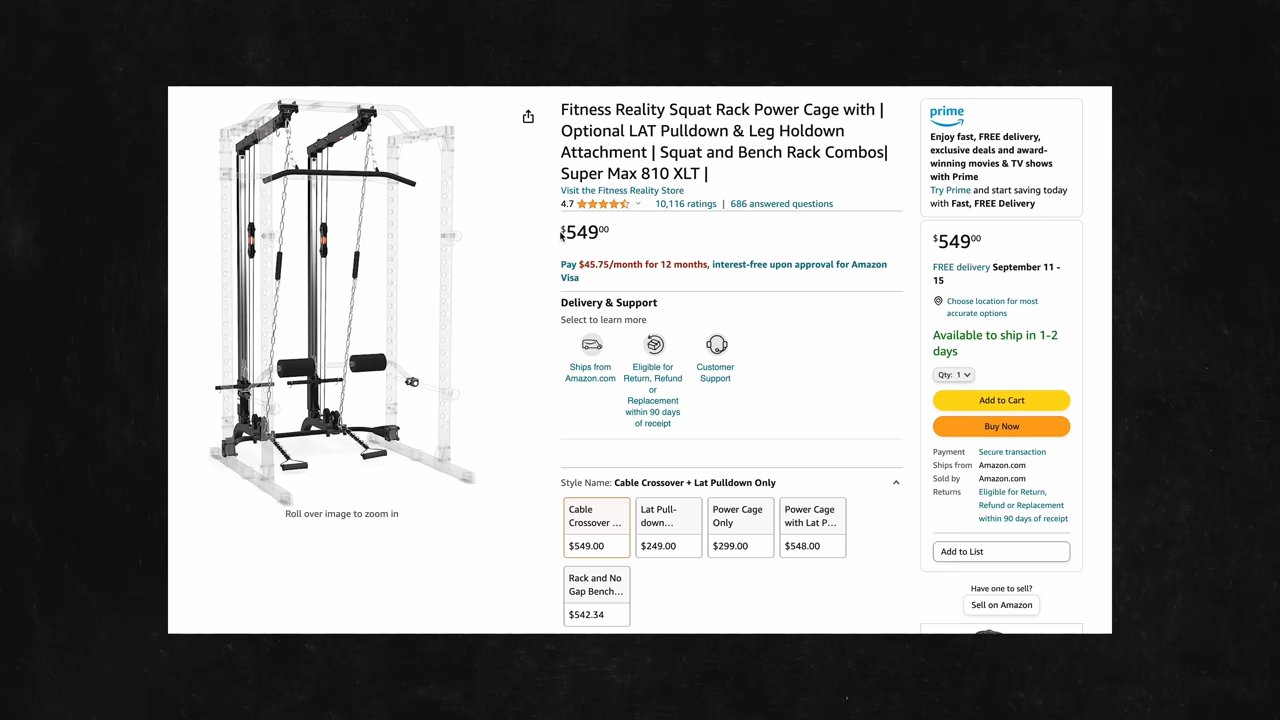 Fitness Reality Squat Rack Power Cage with |
Optional LAT Pulldown & Leg Holdown
Attachment | Squat and Bench Rack Combos|
Super Max 810 XLT |
Visit the Fitness Reality Store
4.7
10,116 ratings | 686 answered questions
$549 00
Pay $45.75/month for 12 months, interest-free upon approval for Amazon
Visa
Delivery & Support
Select to learn more
Ships from
Amazon.com
Eligible for
Return, Refund
or
Replacement
within 90 days
of receipt
Customer
Support
Style Name: Cable Crossover + Lat Pulldown Only
Cable
Crossover ...
$549.00
Lat Pull-
down...
$249.00
Power Cage
Only
$299.00
Power Cage
with Lat P...
$548.00
Rack and No
Gap Bench...
$542.34
Roll over image to zoom in
prime
Enjoy fast, FREE delivery,
exclusive deals and award-
winning movies & TV shows
with Prime
Try Prime and start saving today
with Fast, FREE Delivery
$549 00
FREE delivery September 11 -
15
Choose location for most
accurate options
Available to ship in 1-2
days
Qty: 1
Add to Cart
Buy Now
Payment Secure transaction
Ships from Amazon.com
Sold by Amazon.com
Returns Eligible for Return,
Refund or Replacement
within 90 days of receipt
Add to List
Have one to sell?
Sell on Amazon